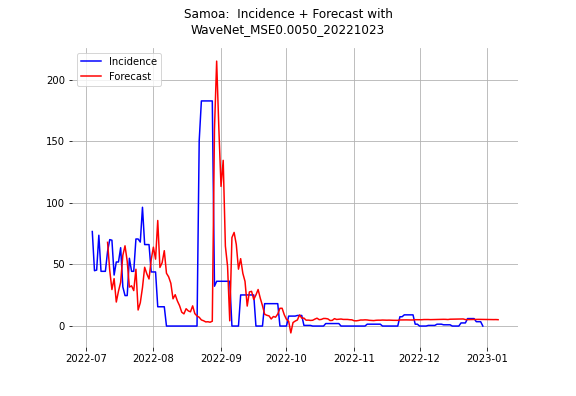 Samoa:  Incidence + Forecast with
WaveNet_MSE0.0050_20221023
Incidence
Forecast
200
150
100
50
0
2022-07 2022-08 2022-09 2022-10 2022-11 2022-12 2023-01